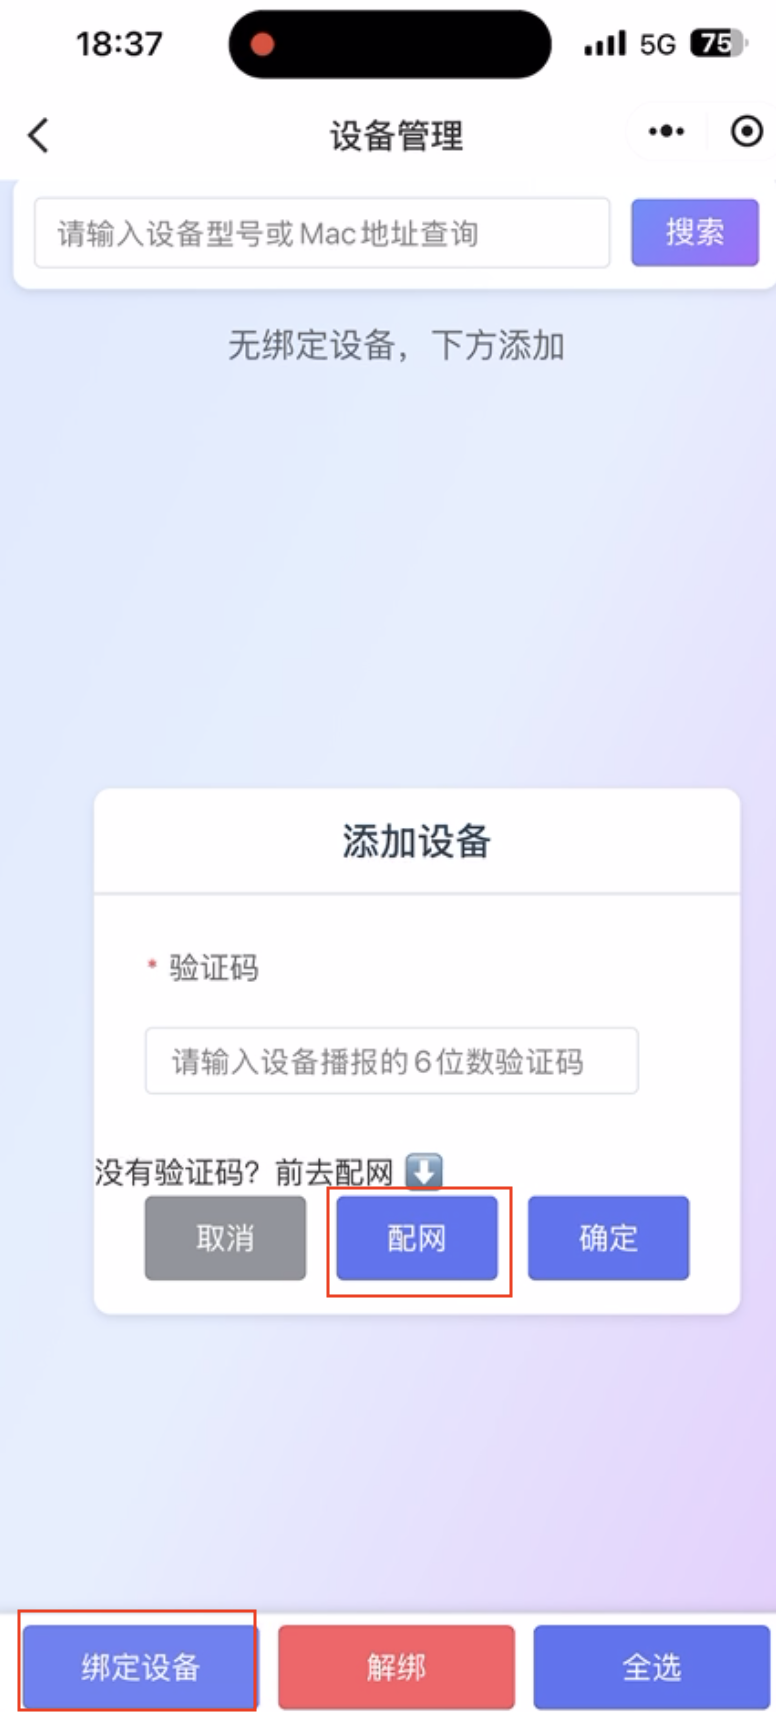 18:37 5G 75
设备管理
请输入设备型号或Mac地址查询 搜索
无绑定设备，下方添加
添加设备
* 验证码
请输入设备播报的6位数验证码
没有验证码？前去配网 ⬇️
取消 配网 确定
绑定设备 解绑 全选